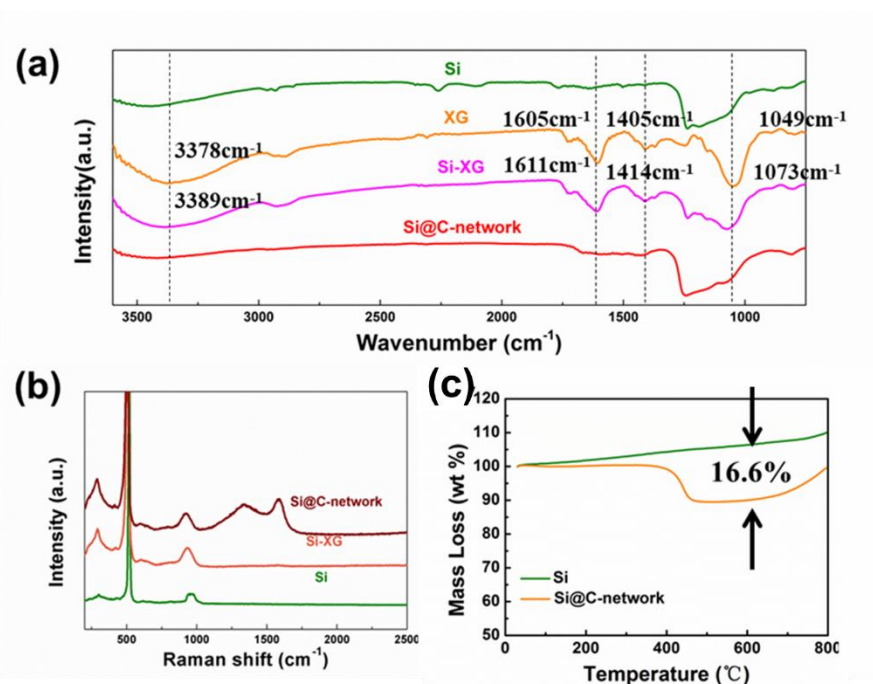 (a)
Si
XG
1605cm-1
1405cm-1
1049cm-1
3378cm-1
Si-XG
1611cm-1
1414cm-1
1073cm-1
3389cm-1
Si@C-network
Intensity(a.u.)
3500
3000
2500
2000
1500
1000
Wavenumber (cm-1)
(b)
Intensity (a.u.)
Si@C-network
Si-XG
Si
500
1000
1500
2000
2500
Raman shift (cm-1)
(c)
Mass Loss (wt %)
120
110
100
90
80
70
60
50
16.6%
Si
Si@C-network
0
200
400
600
800
Temperature (℃)